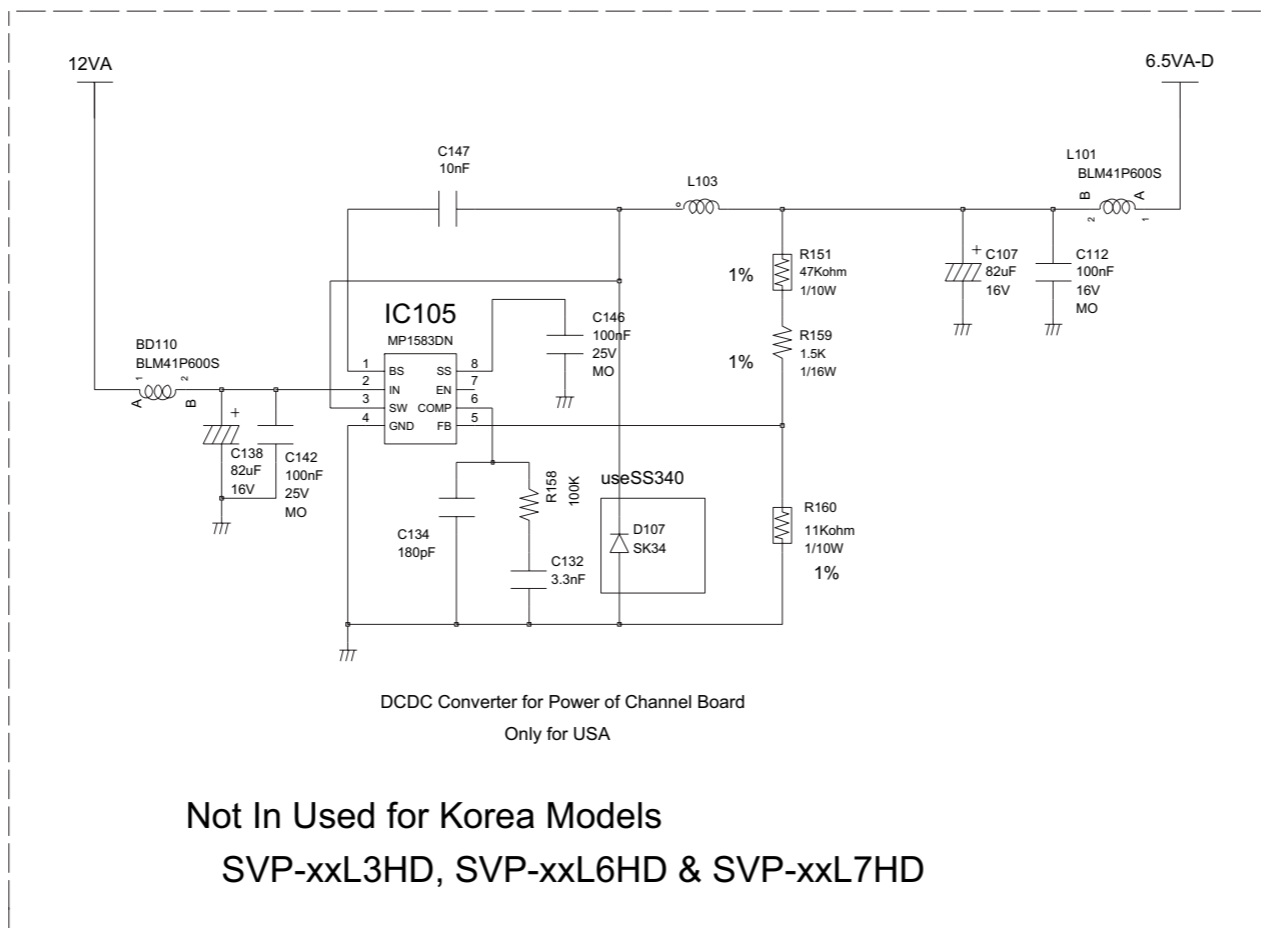 12VA
6.5VA-D
C147
10nF
L103
L101
BLM41P600S
B
A
2
1
R151
47Kohm
1/10W
1%
C107
82uF
16V
+
C112
100nF
16V
MO
R159
1.5K
1/16W
1%
IC105
MP1583DN
C146
100nF
25V
MO
BD110
BLM41P600S
1
2
A
B
1
BS
SS
8
2
IN
EN
7
3
SW
COMP
6
4
GND
FB
5
+
C138
82uF
16V
C142
100nF
25V
MO
R158
100K
useSS340
D107
SK34
R160
11Kohm
1/10W
1%
C134
180pF
C132
3.3nF
DCDC Converter for Power of Channel Board
Only for USA
Not In Used for Korea Models
SVP-xxL3HD, SVP-xxL6HD & SVP-xxL7HD